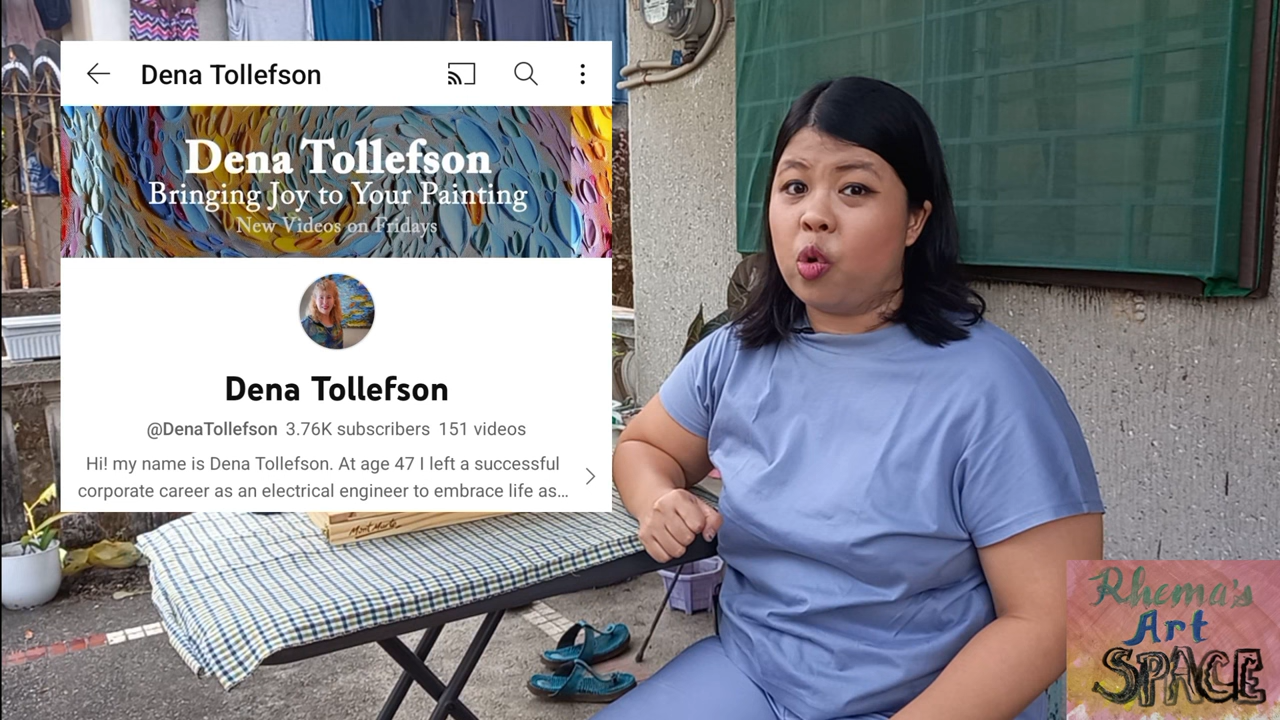 Dena Tollefson
Dena Tollefson
Bringing Joy to Your Painting
New Videos on Fridays
Dena Tollefson
@DenaTollefson 3.76K subscribers 151 videos
Hi! my name is Dena Tollefson. At age 47 I left a successful
corporate career as an electrical engineer to embrace life as...
Mont Marte
Rhema's
Art
SPACE